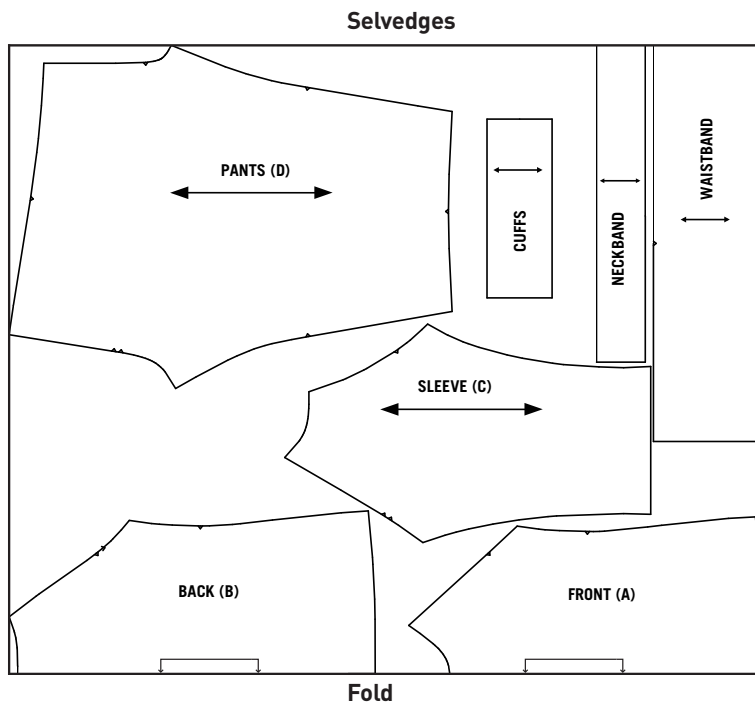 Selvedges
PANTS (D)
CUFFS
NECKBAND
WAISTBAND
SLEEVE (C)
BACK (B)
FRONT (A)
Fold